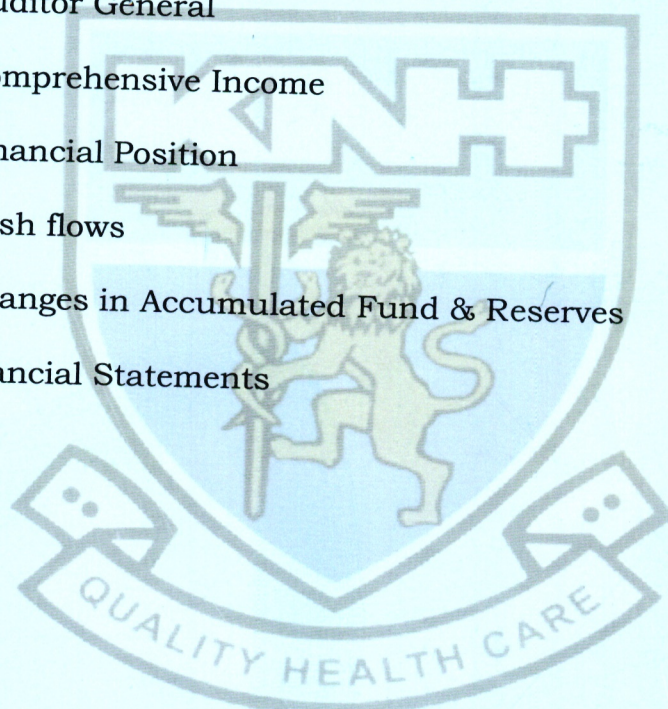 uditor General
KNH
omprehensive Income
nancial Position
sh flows
anges in Accumulated Fund & Reserves
ancial Statements
QUALITY HEALTH CARE